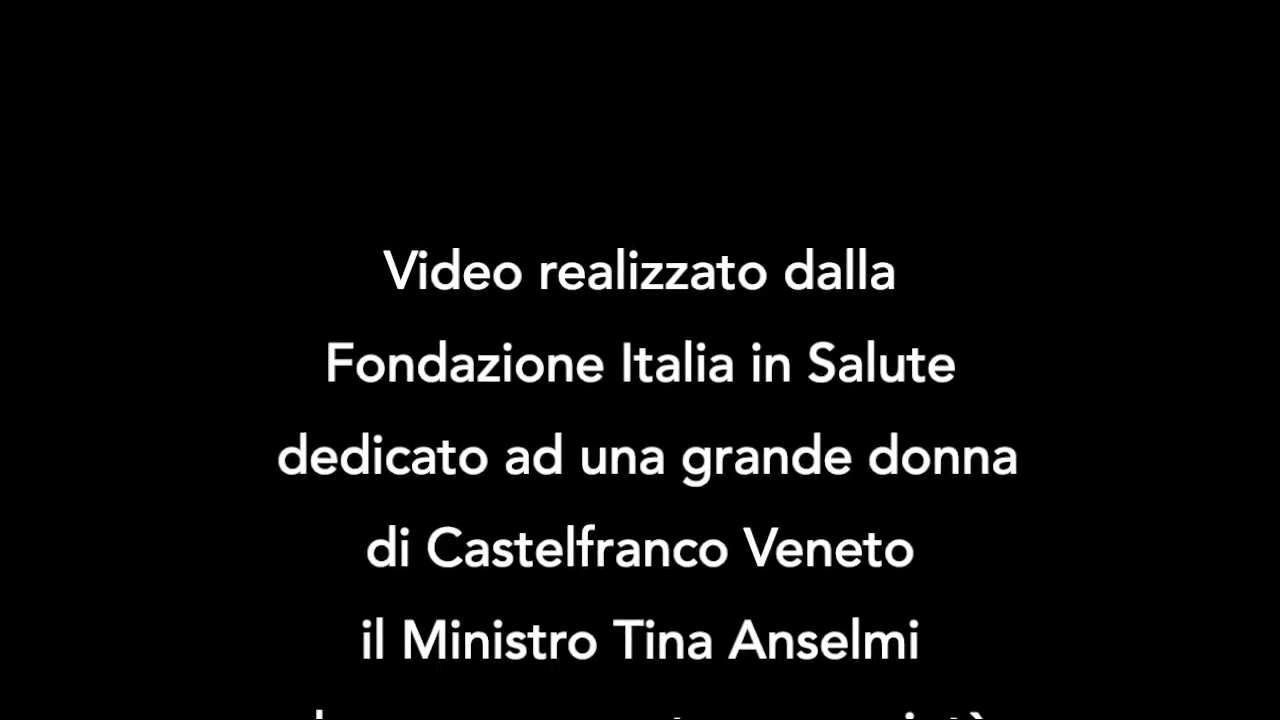 Video realizzato dalla
Fondazione Italia in Salute
dedicato ad una grande donna
di Castelfranco Veneto
il Ministro Tina Anselmi